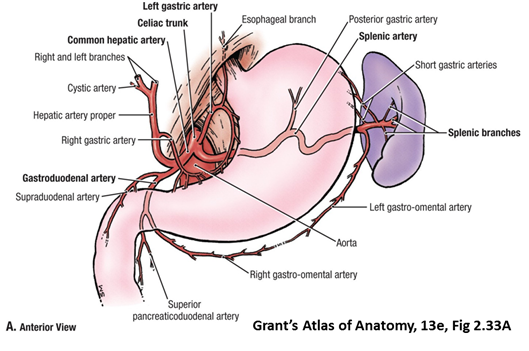 Left gastric artery
Celiac trunk
Common hepatic artery
Right and left branches
Cystic artery
Hepatic artery proper
Right gastric artery
Gastroduodenal artery
Supraduodenal artery
Esophageal branch
Posterior gastric artery
Splenic artery
Short gastric arteries
Splenic branches
Left gastro-omental artery
Aorta
Right gastro-omental artery
Superior
pancreaticoduodenal artery
A. Anterior View
Grant's Atlas of Anatomy, 13e, Fig 2.33A